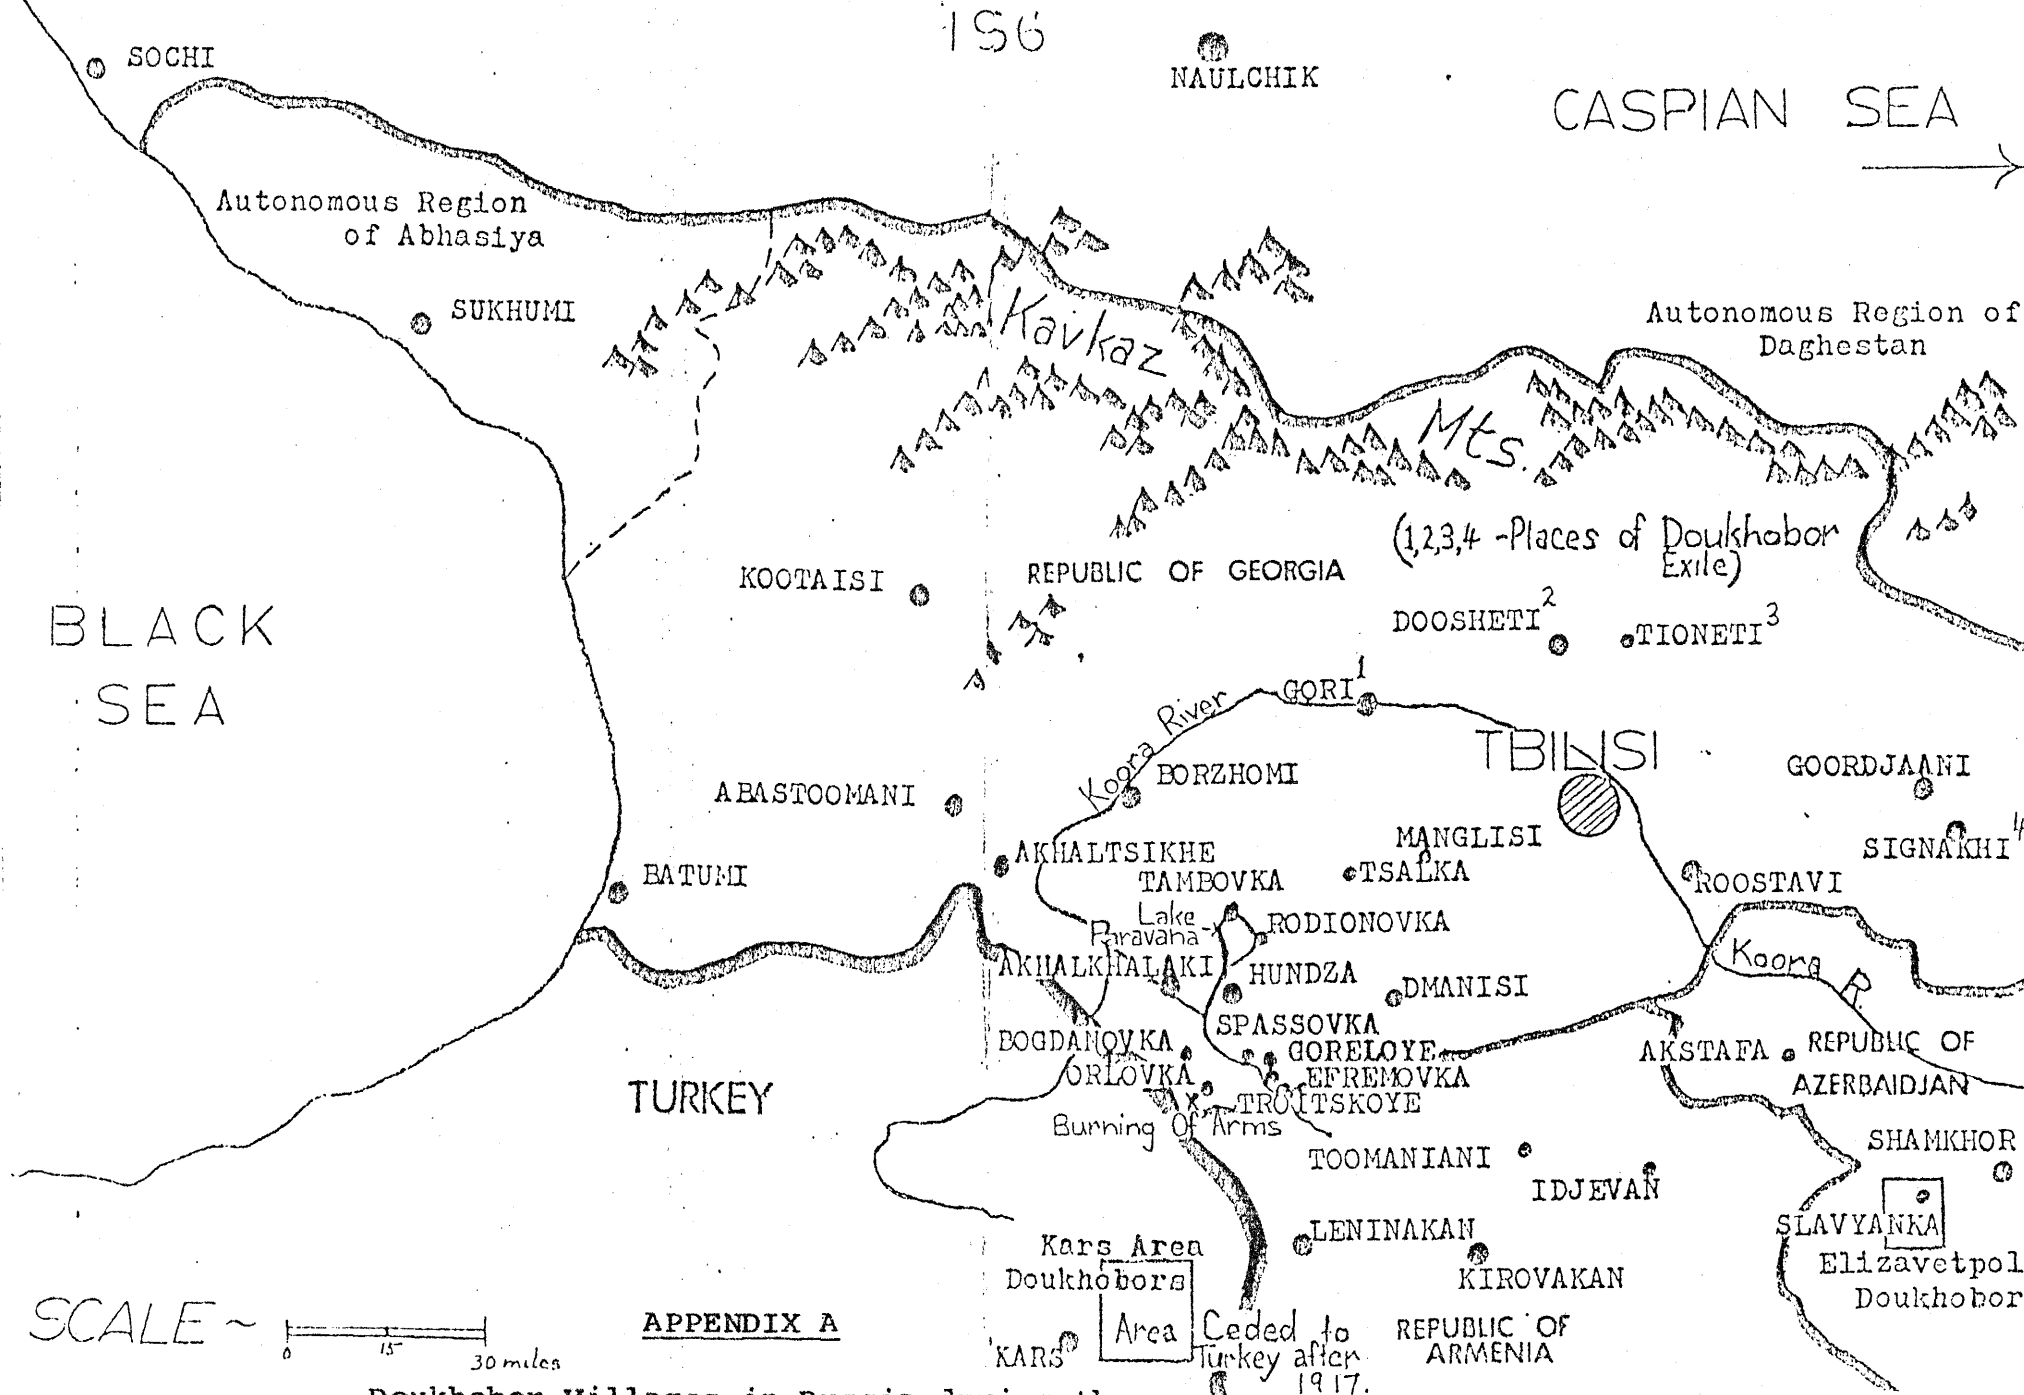 156
SOCHI
NAULCHIK
CASPIAN SEA
Autonomous Region
of Abhasiya
SUKHUMI
Kavkaz
Mts.
Autonomous Region of
Daghestan
(1,2,3,4 -Places of Doukhobor
Exile)
KOOTAISI
REPUBLIC OF GEORGIA
BLACK
SEA
DOOSHETI 2
TIONETI 3
GORI 1
Koora River
BORZHOMI
TBILISI
GOORDJAANI
ABASTOOMANI
MANGLISI
SIGNAKHI 4
AKHALTSIKHE
TAMBOVKA
TSALKA
BATUMI
ROOSTAVI
Lake
Paravana-x
RODIONOVKA
AKHALKHALAKI
HUNDZA
DMANISI
Koora R.
SPASSOVKA
BOGDANOVKA
GORELOYE
AKSTAFA
REPUBLIC OF
AZERBAIDJAN
ORLOVKA
EFREMOVKA
TURKEY
x
TROITSKOYE
Burning Of Arms
TOOMANIANI
SHAMKHOR
IDJEVAN
SLAVYANKA
LENINAKAN
Kars Area
Doukhobors
Elizavetpol
Doukhobor
KIROVAKAN
SCALE ~
0 15 30 miles
APPENDIX A
KARS
Area
Ceded to
Turkey after
1917.
REPUBLIC OF
ARMENIA
Doukhobor Villages in Russia